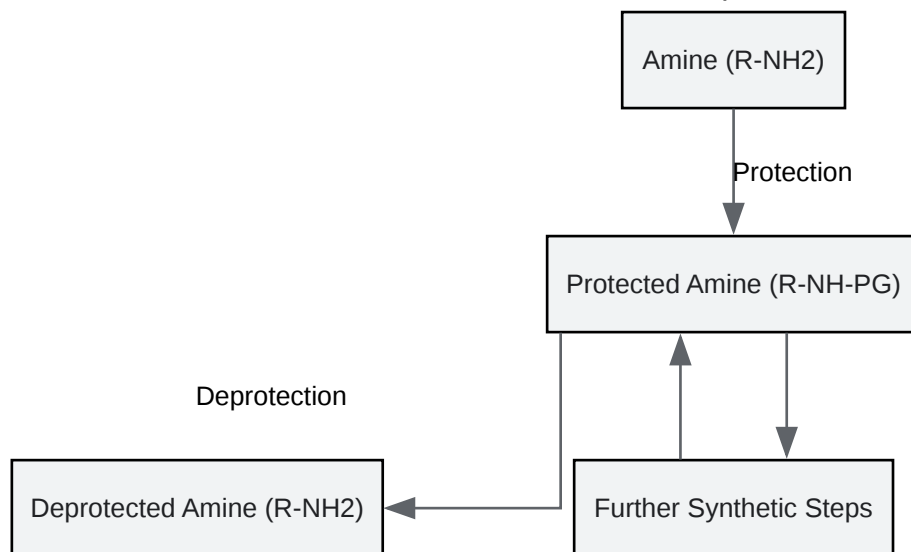 Amine (R-NH2)
Protection
Protected Amine (R-NH-PG)
Deprotection
Deprotected Amine (R-NH2)
Further Synthetic Steps